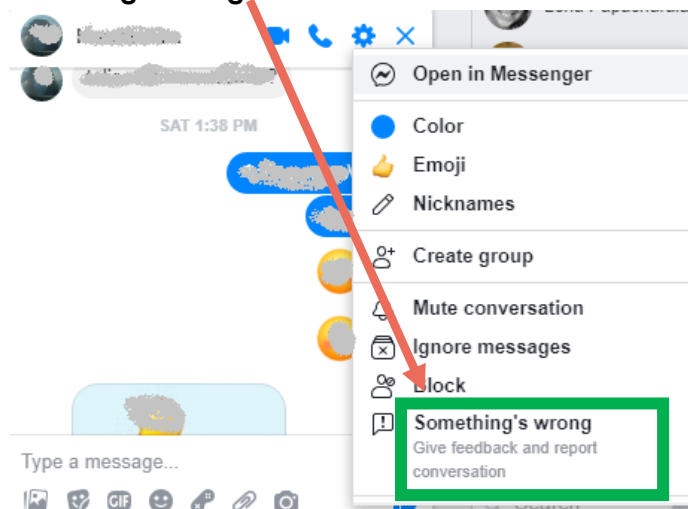 SAT 1:38 PM
Open in Messenger
Color
Emoji
Nicknames
Create group
Mute conversation
Ignore messages
Block
Something's wrong
Give feedback and report
conversation
Type a message...
GIF